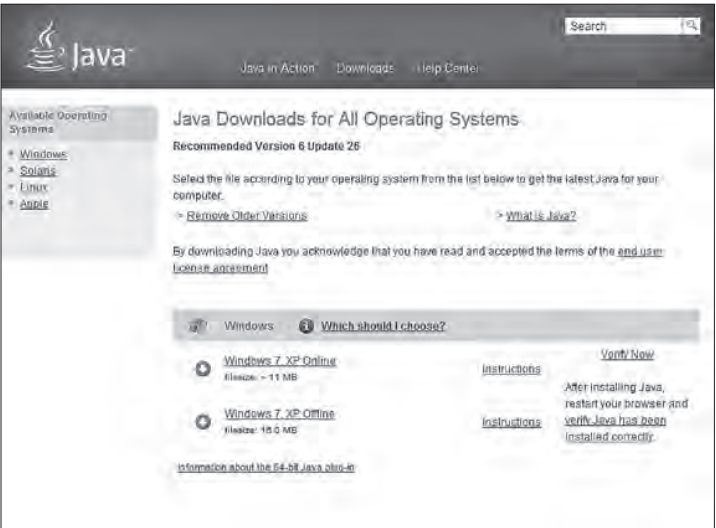 Java
Search
Java in Action Downloads Help Center
Available Operating
Systems
Windows
Solaris
Linux
Apple
Java Downloads for All Operating Systems
Recommended Version 6 Update 26
Select the file according to your operating system from the list below to get the latest Java for your
computer.
> Remove Older Versions
> What is Java?
By downloading Java you acknowledge that you have read and accepted the terms of the end user
license agreement
Windows Which should I choose?
Windows 7, XP Online
filesize: ~ 11 MB
Instructions
Windows 7, XP Offline
filesize: 16.0 MB
Instructions
Verify Now
After installing Java,
restart your browser and
verify Java has been
installed correctly.
Information about the 64-bit Java plug-in